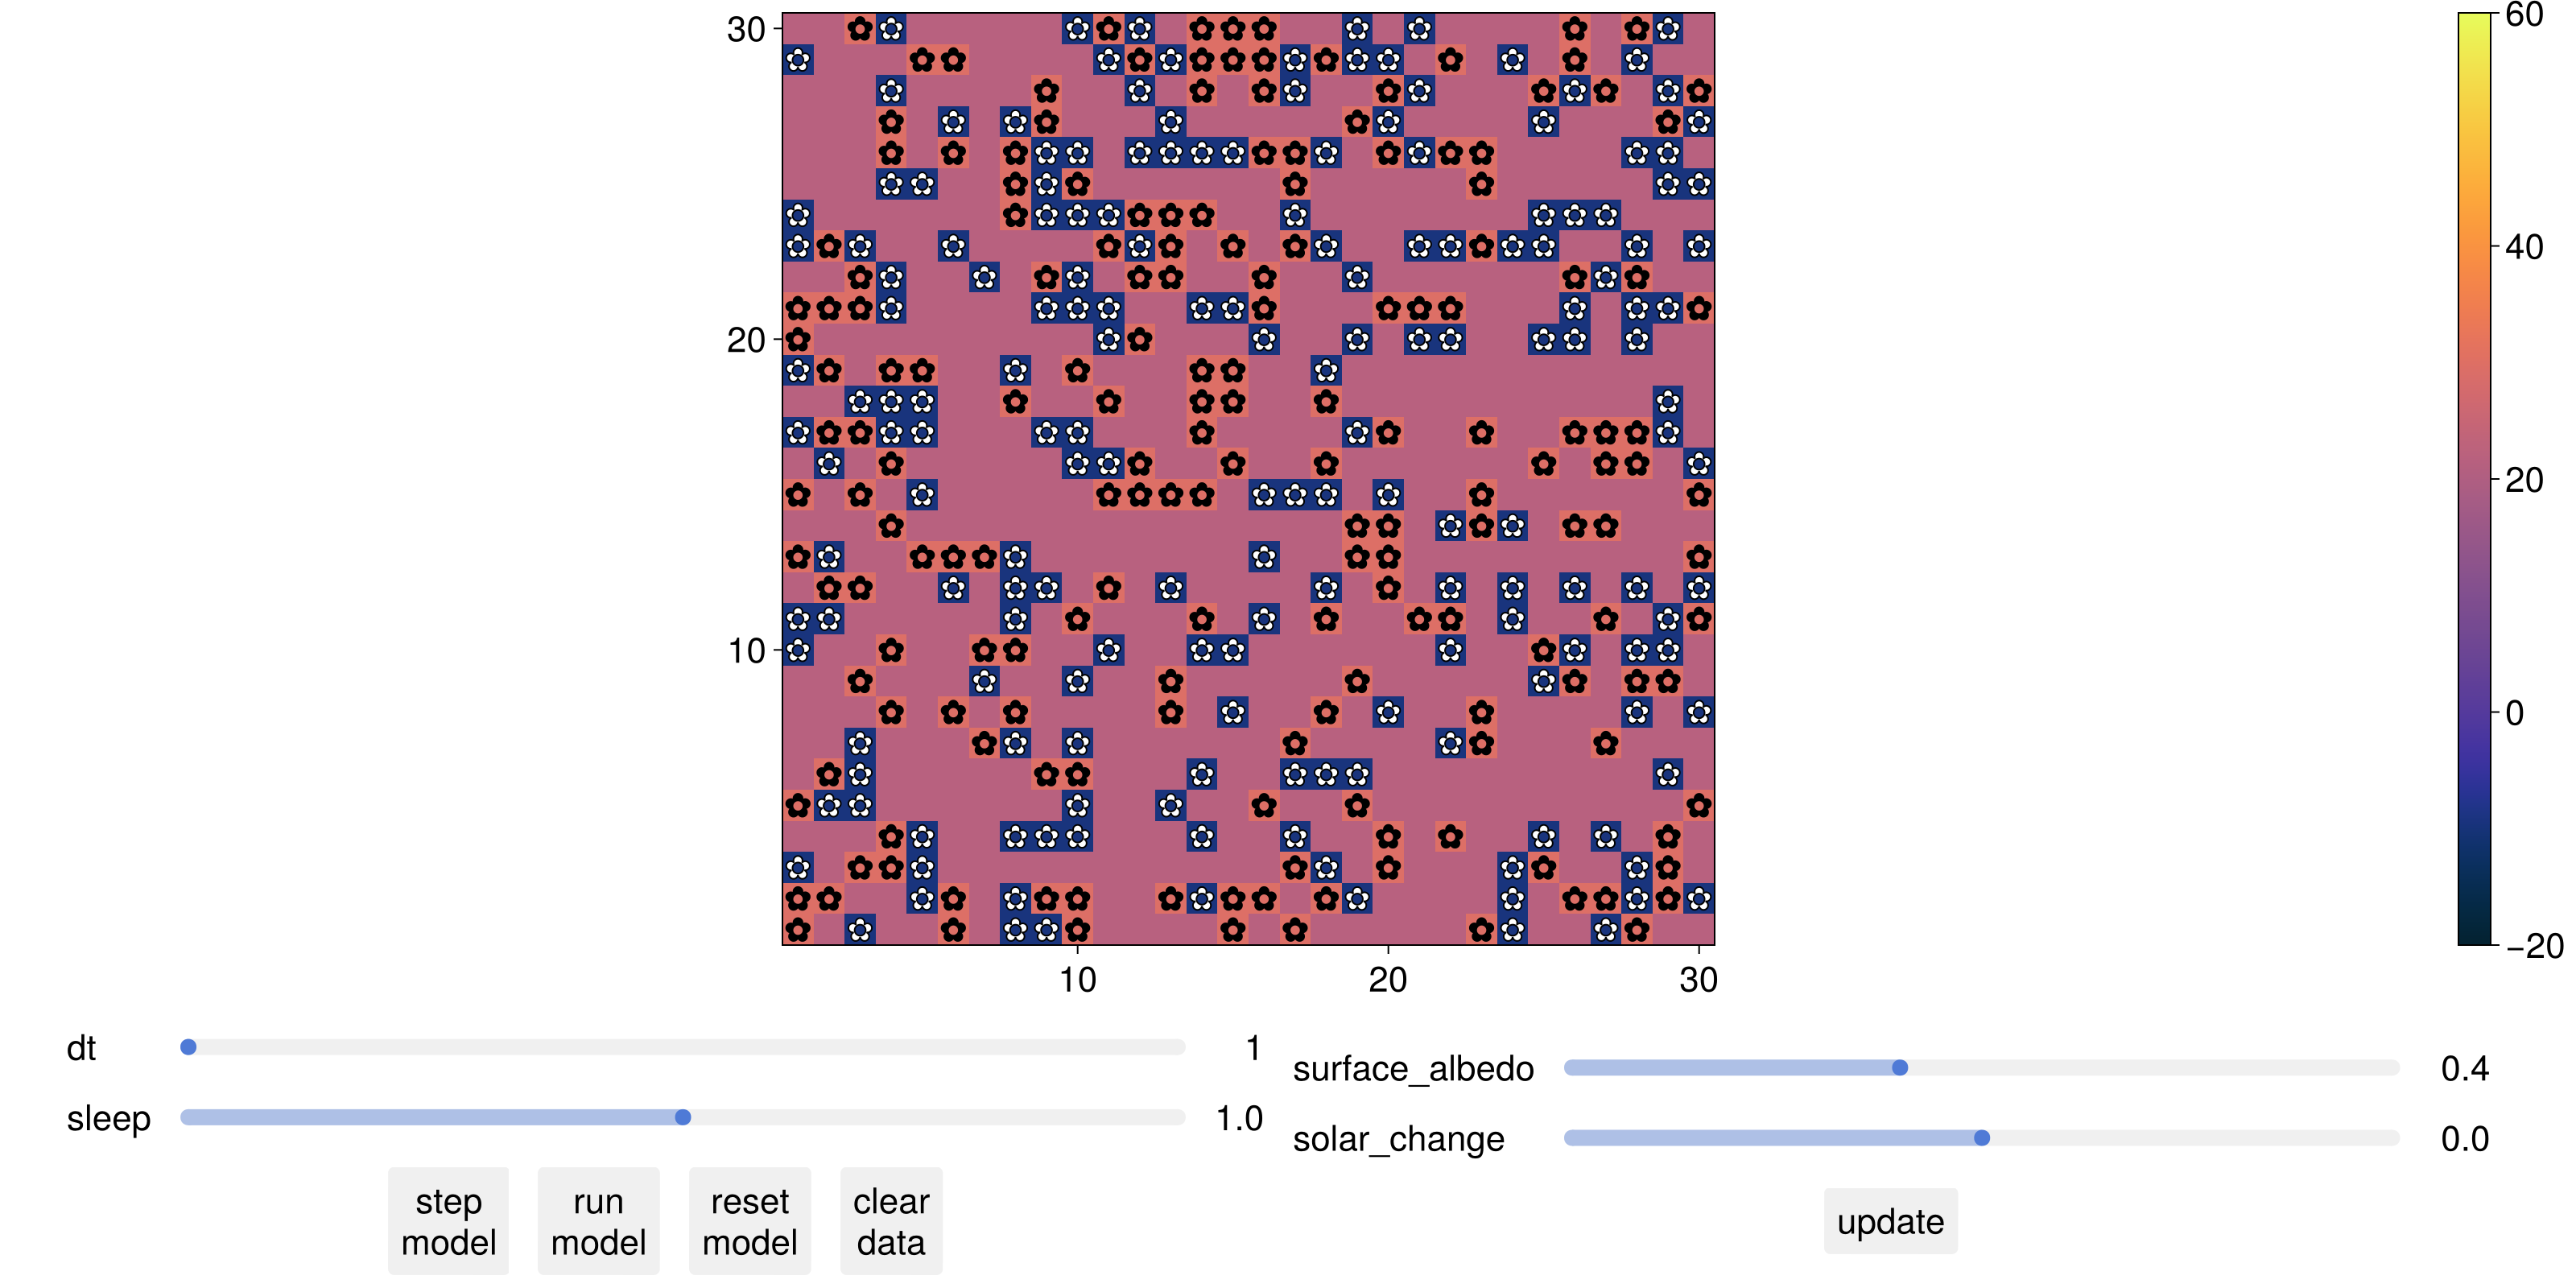 30
20
10
10
20
30
60
40
20
0
−20
dt
1
sleep
1.0
surface_albedo
0.4
solar_change
0.0
step
model
run
model
reset
model
clear
data
update